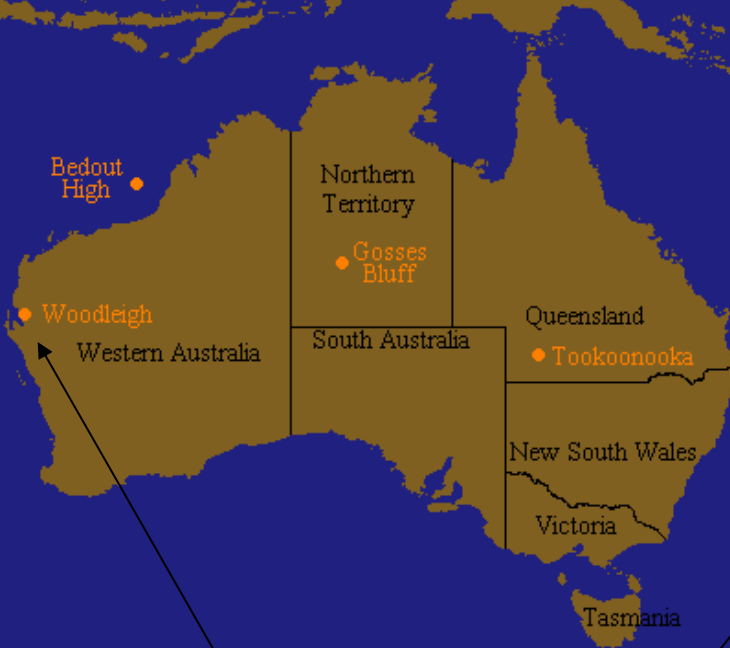 Bedout
High
Northern
Territory
Gosses
Bluff
Woodleigh
Queensland
South Australia
Western Australia
Tookoonooka
New South Wales
Victoria
Tasmania